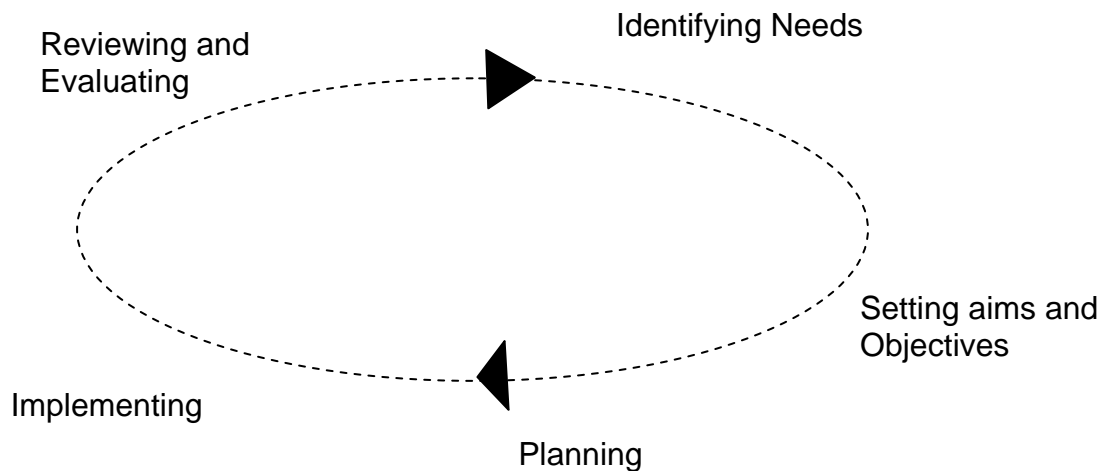 Identifying Needs
Reviewing and
Evaluating
Setting aims and
Objectives
Implementing
Planning